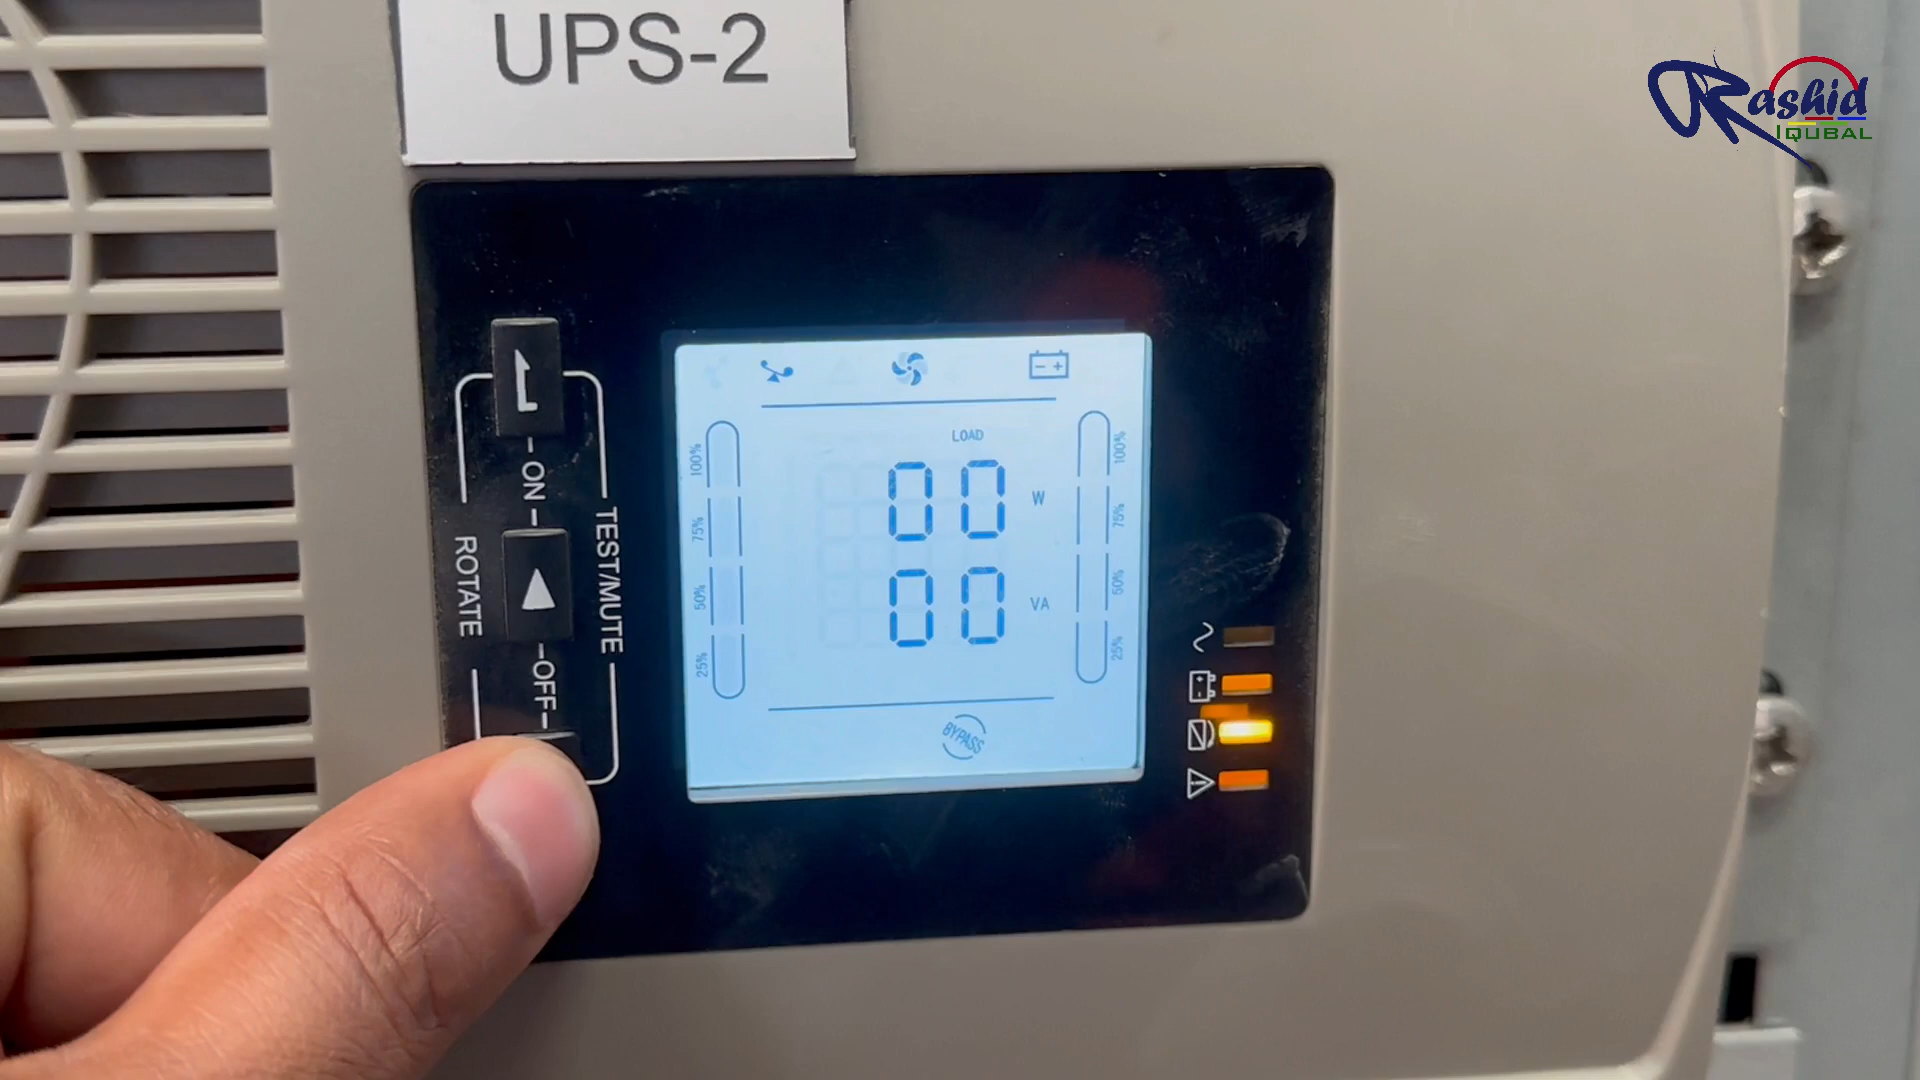 UPS-2
Rashid
IQUBAL
LOAD
00 W
00 VA
100%
75%
50%
25%
100%
75%
50%
25%
BYPASS
ON
OFF
ROTATE
TEST/MUTE